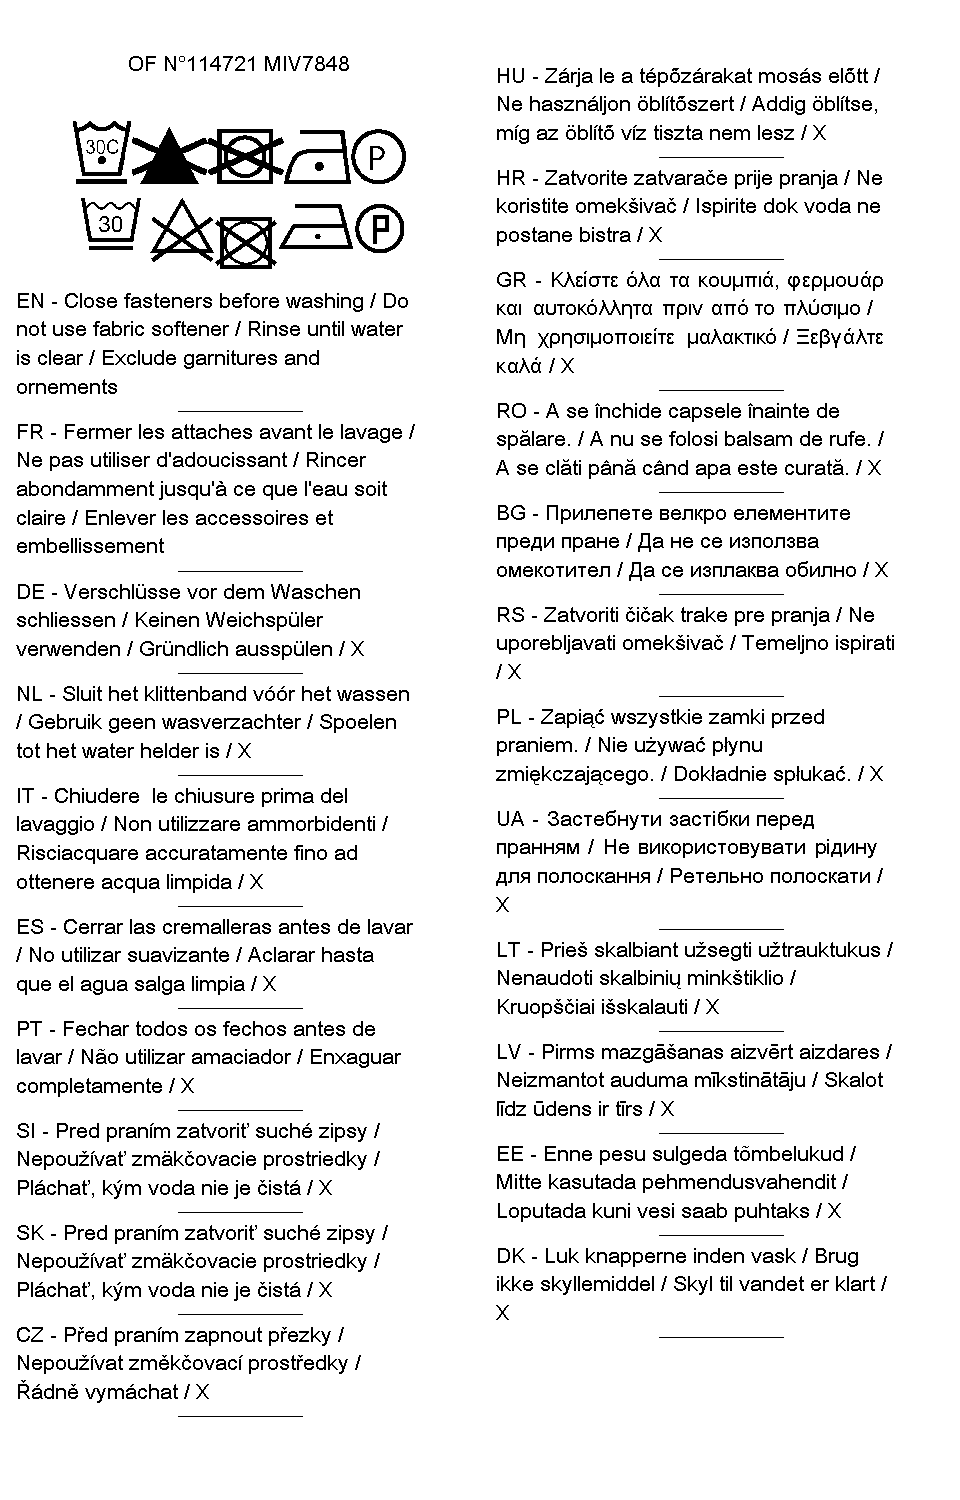 OF N°114721 MIV7848
30C
P
30
P
EN - Close fasteners before washing / Do
not use fabric softener / Rinse until water
is clear / Exclude garnitures and
ornements
FR - Fermer les attaches avant le lavage /
Ne pas utiliser d'adoucissant / Rincer
abondamment jusqu'à ce que l'eau soit
claire / Enlever les accessoires et
embellissement
DE - Verschlüsse vor dem Waschen
schliessen / Keinen Weichspüler
verwenden / Gründlich ausspülen / X
NL - Sluit het klittenband vóór het wassen
/ Gebruik geen wasverzachter / Spoelen
tot het water helder is / X
IT - Chiudere  le chiusure prima del
lavaggio / Non utilizzare ammorbidenti /
Risciacquare accuratamente fino ad
ottenere acqua limpida / X
ES - Cerrar las cremalleras antes de lavar
/ No utilizar suavizante / Aclarar hasta
que el agua salga limpia / X
PT - Fechar todos os fechos antes de
lavar / Não utilizar amaciador / Enxaguar
completamente / X
SI - Pred praním zatvoriť suché zipsy /
Nepoužívať zmäkčovacie prostriedky /
Pláchať, kým voda nie je čistá / X
SK - Pred praním zatvoriť suché zipsy /
Nepoužívať zmäkčovacie prostriedky /
Pláchať, kým voda nie je čistá / X
CZ - Před praním zapnout přezky /
Nepoužívat změkčovací prostředky /
Řádně vymáchat / X
HU - Zárja le a tépőzárakat mosás előtt /
Ne használjon öblítőszert / Addig öblítse,
míg az öblítő víz tiszta nem lesz / X
HR - Zatvorite zatvarače prije pranja / Ne
koristite omekšivač / Ispirite dok voda ne
postane bistra / X
GR - Κλείστε όλα τα κουμπιά, φερμουάρ
και αυτοκόλλητα πριν από το πλύσιμο /
Μη χρησιμοποιείτε μαλακτικό / Ξεβγάλτε
καλά / X
RO - A se închide capsele înainte de
spălare. / A nu se folosi balsam de rufe. /
A se clăti până când apa este curată. / X
BG - Прилепете велкро елементите
преди пране / Да не се използва
омекотител / Да се изплаква обилно / X
RS - Zatvoriti čičak trake pre pranja / Ne
uporebljavati omekšivač / Temeljno ispirati
/ X
PL - Zapiąć wszystkie zamki przed
praniem. / Nie używać płynu
zmiękczającego. / Dokładnie spłukać. / X
UA - Застебнути застібки перед
пранням / Не використовувати рідину
для полоскання / Ретельно полоскати /
X
LT - Prieš skalbiant užsegti užtrauktukus /
Nenaudoti skalbinių minkštiklio /
Kruopščiai išskalauti / X
LV - Pirms mazgāšanas aizvērt aizdares /
Neizmantot auduma mīkstinātāju / Skalot
līdz ūdens ir tīrs / X
EE - Enne pesu sulgeda tõmbelukud /
Mitte kasutada pehmendusvahendit /
Loputada kuni vesi saab puhtaks / X
DK - Luk knapperne inden vask / Brug
ikke skyllemiddel / Skyl til vandet er klart /
X